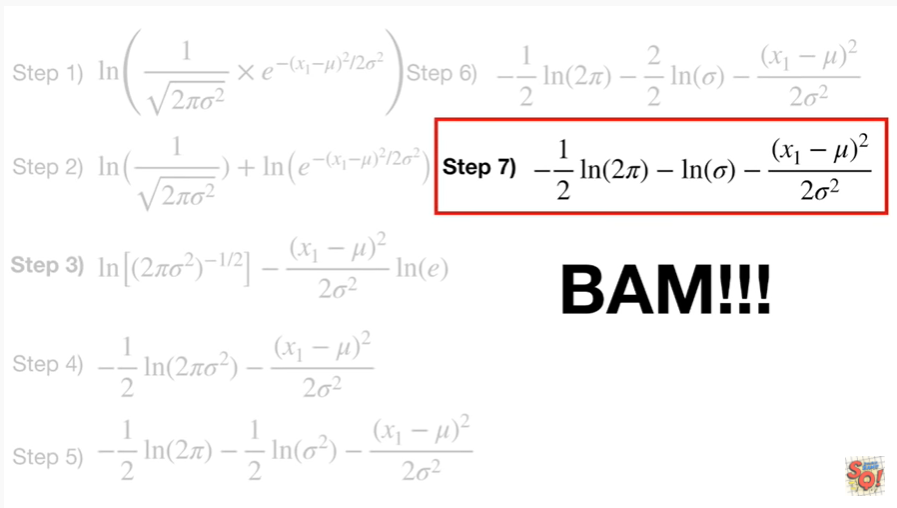 Step 1) ln(1/√(2πσ²) × e^(−(x₁−μ)²/2σ²))
Step 2) ln(1/√(2πσ²)) + ln(e^(−(x₁−μ)²/2σ²))
Step 3) ln[(2πσ²)^(−1/2)] − (x₁ − μ)²/2σ² ln(e)
Step 4) −1/2 ln(2πσ²) − (x₁ − μ)²/2σ²
Step 5) −1/2 ln(2π) − 1/2 ln(σ²) − (x₁ − μ)²/2σ²
Step 6) −1/2 ln(2π) − 2/2 ln(σ) − (x₁ − μ)²/2σ²
Step 7) −1/2 ln(2π) − ln(σ) − (x₁ − μ)²/2σ²
BAM!!!
SQ!